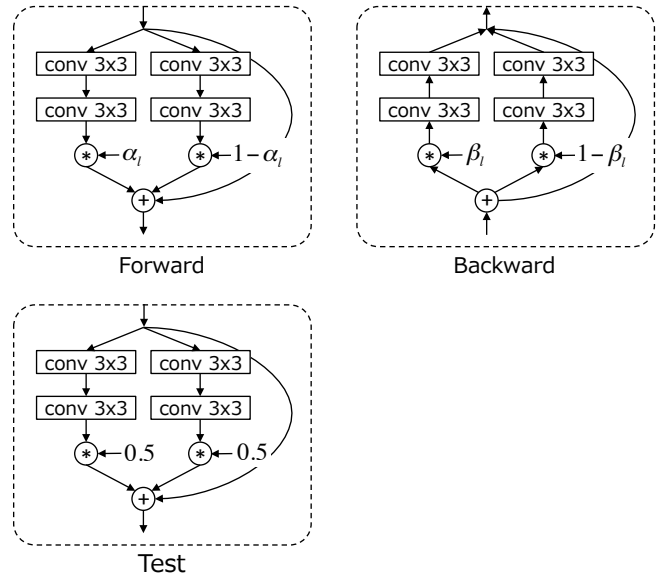 conv 3x3 conv 3x3
conv 3x3 conv 3x3
* α_l * 1 − α_l
+
Forward
conv 3x3 conv 3x3
conv 3x3 conv 3x3
* β_l * 1 − β_l
+
Backward
conv 3x3 conv 3x3
conv 3x3 conv 3x3
* 0.5 * 0.5
+
Test